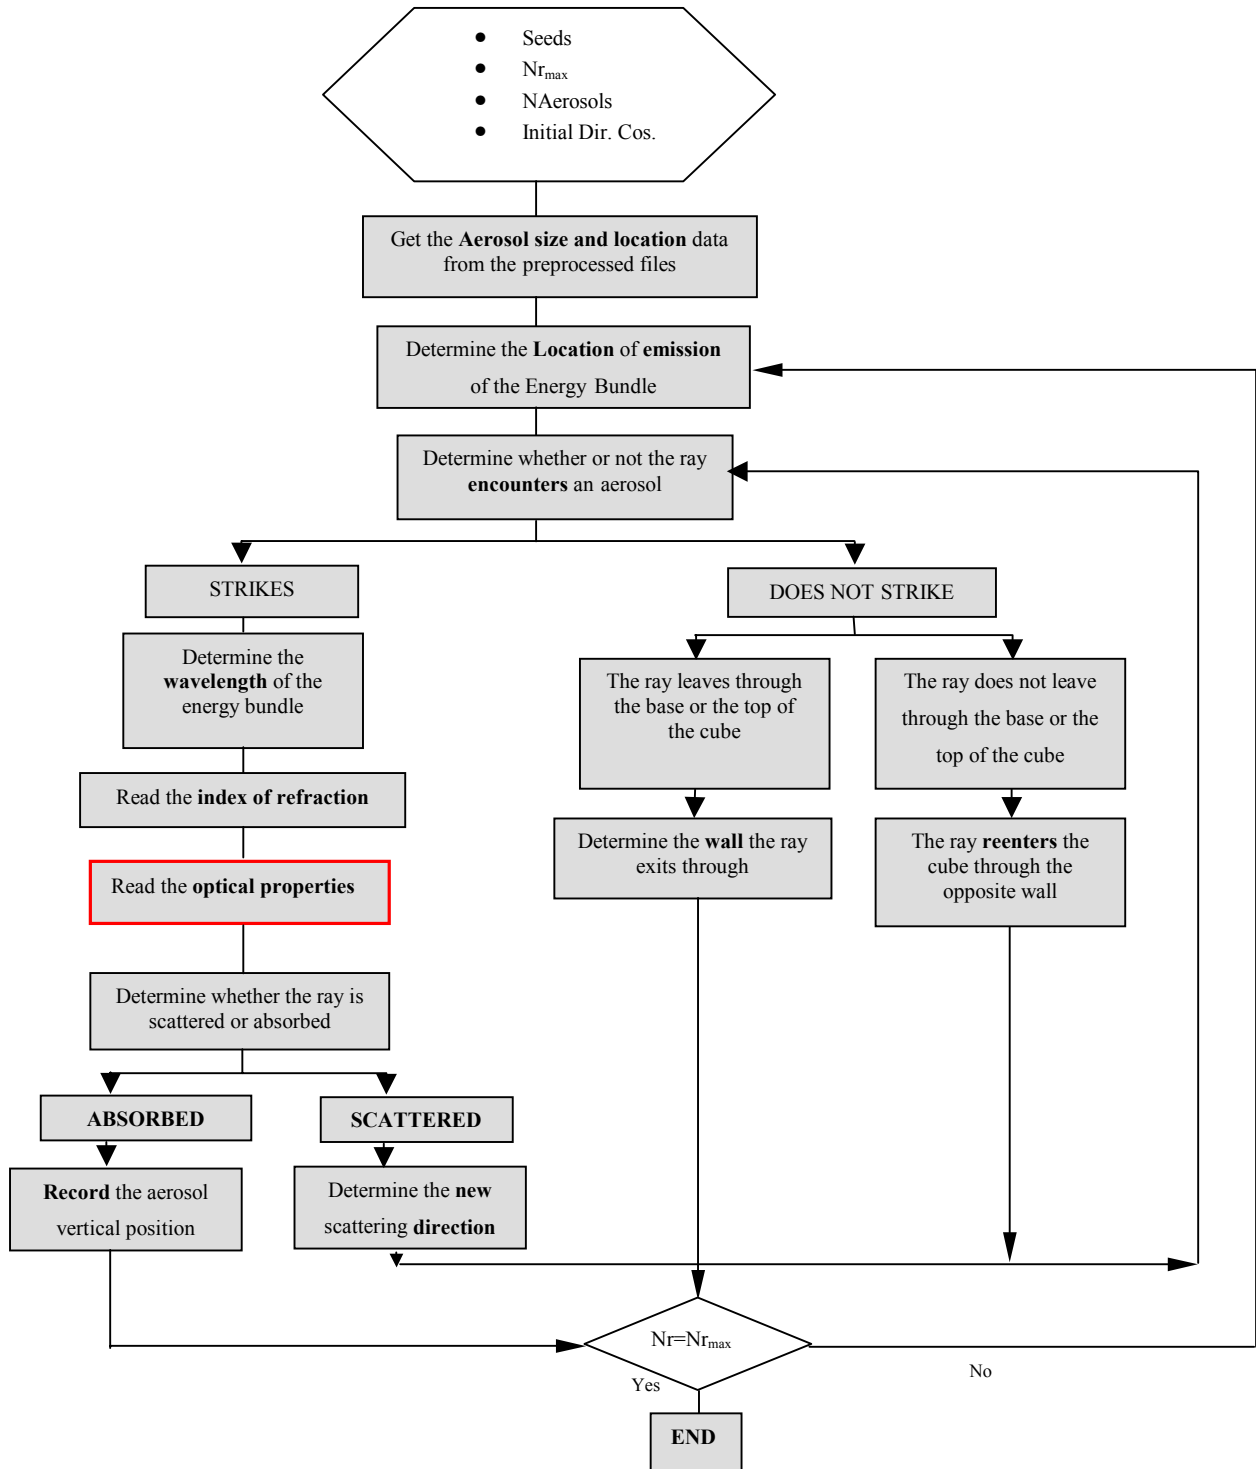 • Seeds
• Nrmax
• NAerosols
• Initial Dir. Cos.
Get the Aerosol size and location data
from the preprocessed files
Determine the Location of emission
of the Energy Bundle
Determine whether or not the ray
encounters an aerosol
STRIKES
DOES NOT STRIKE
Determine the
wavelength of the
energy bundle
The ray leaves through
the base or the top of
the cube
The ray does not leave
through the base or the
top of the cube
Read the index of refraction
Determine the wall the ray
exits through
The ray reenters the
cube through the
opposite wall
Read the optical properties
Determine whether the ray is
scattered or absorbed
ABSORBED
SCATTERED
Record the aerosol
vertical position
Determine the new
scattering direction
Nr=Nrmax
No
Yes
END